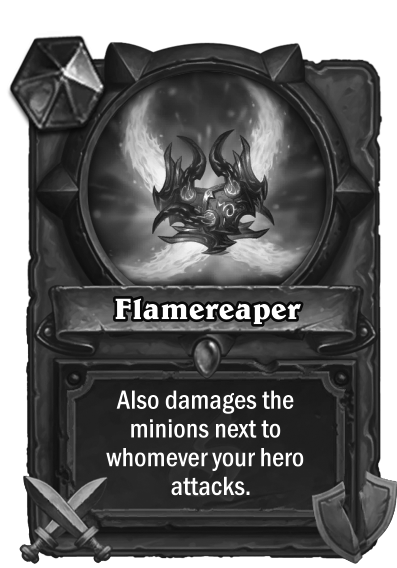 Flamereaper
Also damages the
minions next to
whomever your hero
attacks.